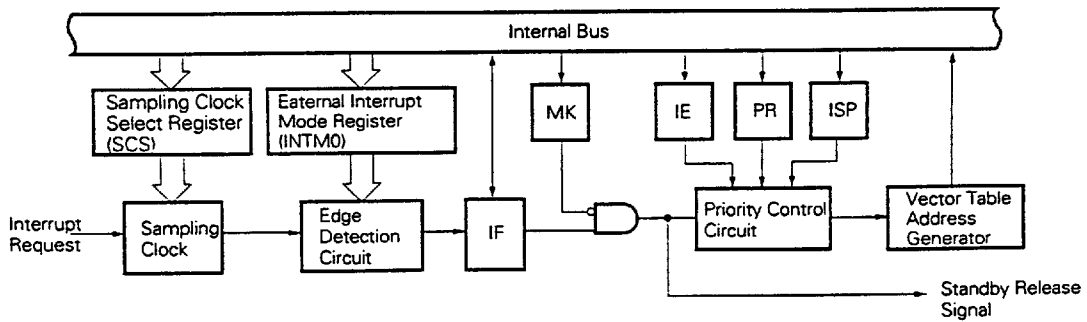 Internal Bus
Sampling Clock
Select Register
(SCS)
Eaternal Interrupt
Mode Register
(INTM0)
MK
IE
PR
ISP
Interrupt
Request
Sampling
Clock
Edge
Detection
Circuit
IF
Priority Control
Circuit
Vector Table
Address
Generator
Standby Release
Signal